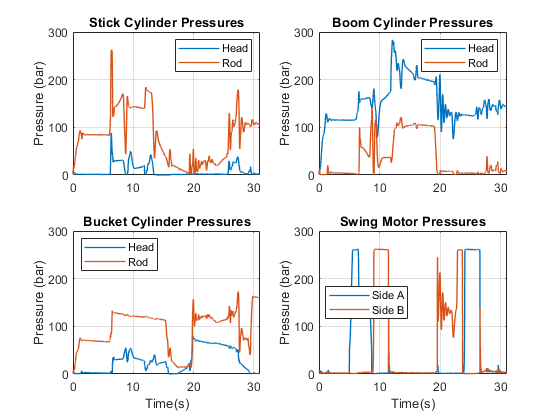 Stick Cylinder Pressures
Boom Cylinder Pressures
300
200
100
0
Pressure (bar)
Head
Rod
0
10
20
30
300
200
100
0
Pressure (bar)
Head
Rod
0
10
20
30
Bucket Cylinder Pressures
Swing Motor Pressures
300
200
100
0
Pressure (bar)
Head
Rod
0
10
20
30
Time(s)
300
200
100
0
Pressure (bar)
Side A
Side B
0
10
20
30
Time(s)